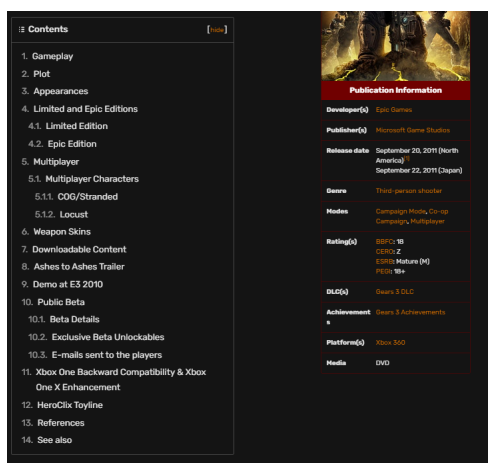 Contents [hide]
1. Gameplay
2. Plot
3. Appearances
4. Limited and Epic Editions
4.1. Limited Edition
4.2. Epic Edition
5. Multiplayer
5.1. Multiplayer Characters
5.1.1. COG/Stranded
5.1.2. Locust
6. Weapon Skins
7. Downloadable Content
8. Ashes to Ashes Trailer
9. Demo at E3 2010
10. Public Beta
10.1. Beta Details
10.2. Exclusive Beta Unlockables
10.3. E-mails sent to the players
11. Xbox One Backward Compatibility & Xbox
One X Enhancement
12. HeroClix Toyline
13. References
14. See also
Publication Information
Developer(s) Epic Games
Publisher(s) Microsoft Game Studios
Release date September 20, 2011 (North
America)[1]
September 22, 2011 (Japan)
Genre Third-person shooter
Modes Campaign Mode, Co-op
Campaign, Multiplayer
Rating(s) BBFC: 18
CERO: Z
ESRB: Mature (M)
PEGI: 18+
DLC(s) Gears 3 DLC
Achievement Gears 3 Achievements
s
Platform(s) Xbox 360
Media DVD